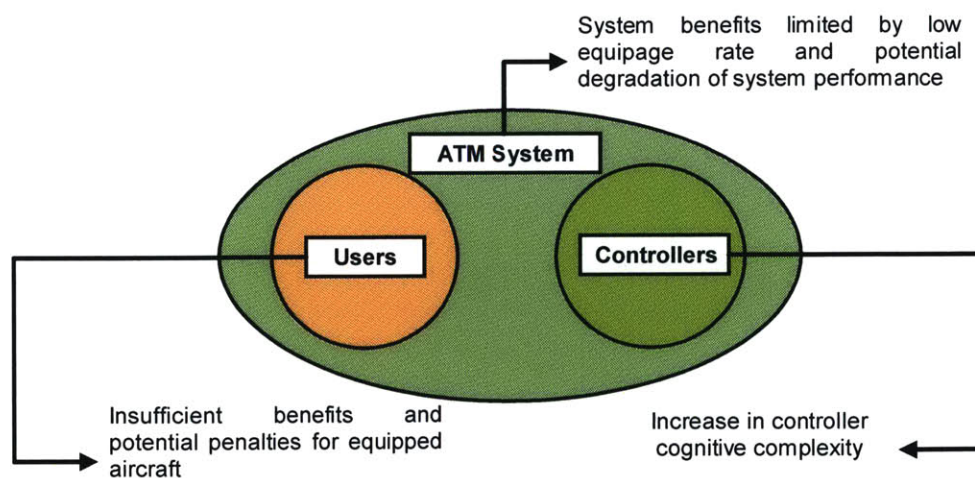 System benefits limited by low
equipage rate and potential
degradation of system performance
ATM System
Users
Controllers
Insufficient benefits and
potential penalties for equipped
aircraft
Increase in controller
cognitive complexity